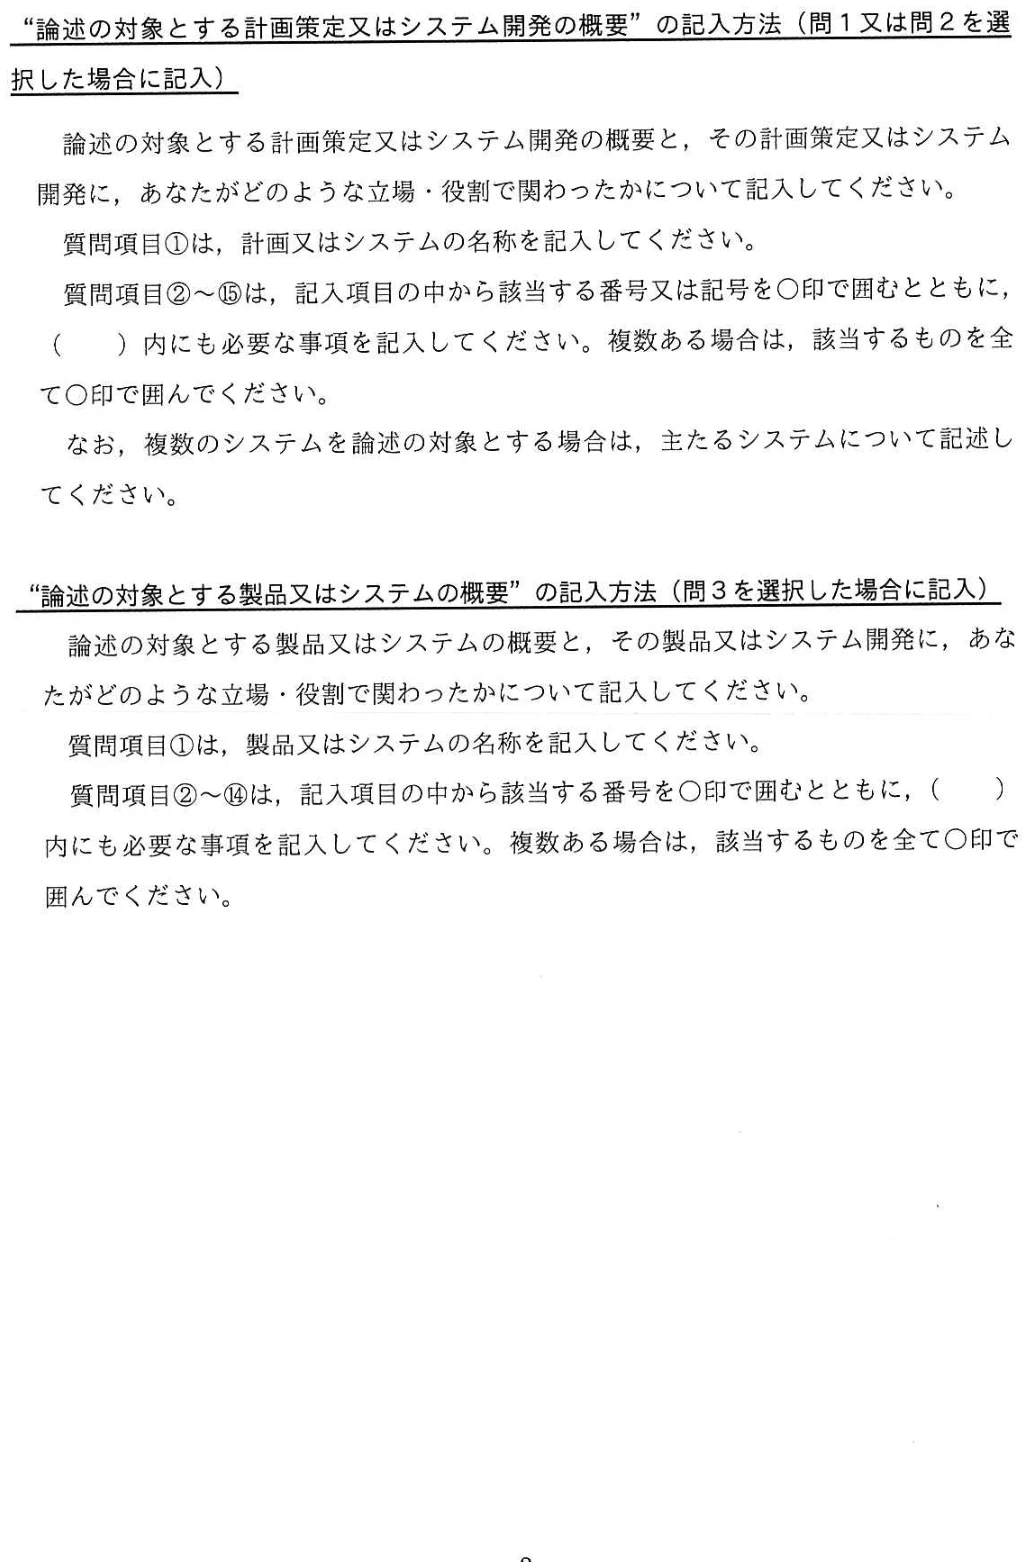 “論述の対象とする計画策定又はシステム開発の概要”の記入方法（問１又は問２を選
択した場合に記入）
論述の対象とする計画策定又はシステム開発の概要と，その計画策定又はシステム
開発に，あなたがどのような立場・役割で関わったかについて記入してください。
質問項目①は，計画又はシステムの名称を記入してください。
質問項目②～⑮は，記入項目の中から該当する番号又は記号を〇印で囲むとともに，
（　　）内にも必要な事項を記入してください。複数ある場合は，該当するものを全
て〇印で囲んでください。
なお，複数のシステムを論述の対象とする場合は，主たるシステムについて記述し
てください。
“論述の対象とする製品又はシステムの概要”の記入方法（問３を選択した場合に記入）
論述の対象とする製品又はシステムの概要と，その製品又はシステム開発に，あな
たがどのような立場・役割で関わったかについて記入してください。
質問項目①は，製品又はシステムの名称を記入してください。
質問項目②～⑭は，記入項目の中から該当する番号を〇印で囲むとともに，（　　）
内にも必要な事項を記入してください。複数ある場合は，該当するものを全て〇印で
囲んでください。